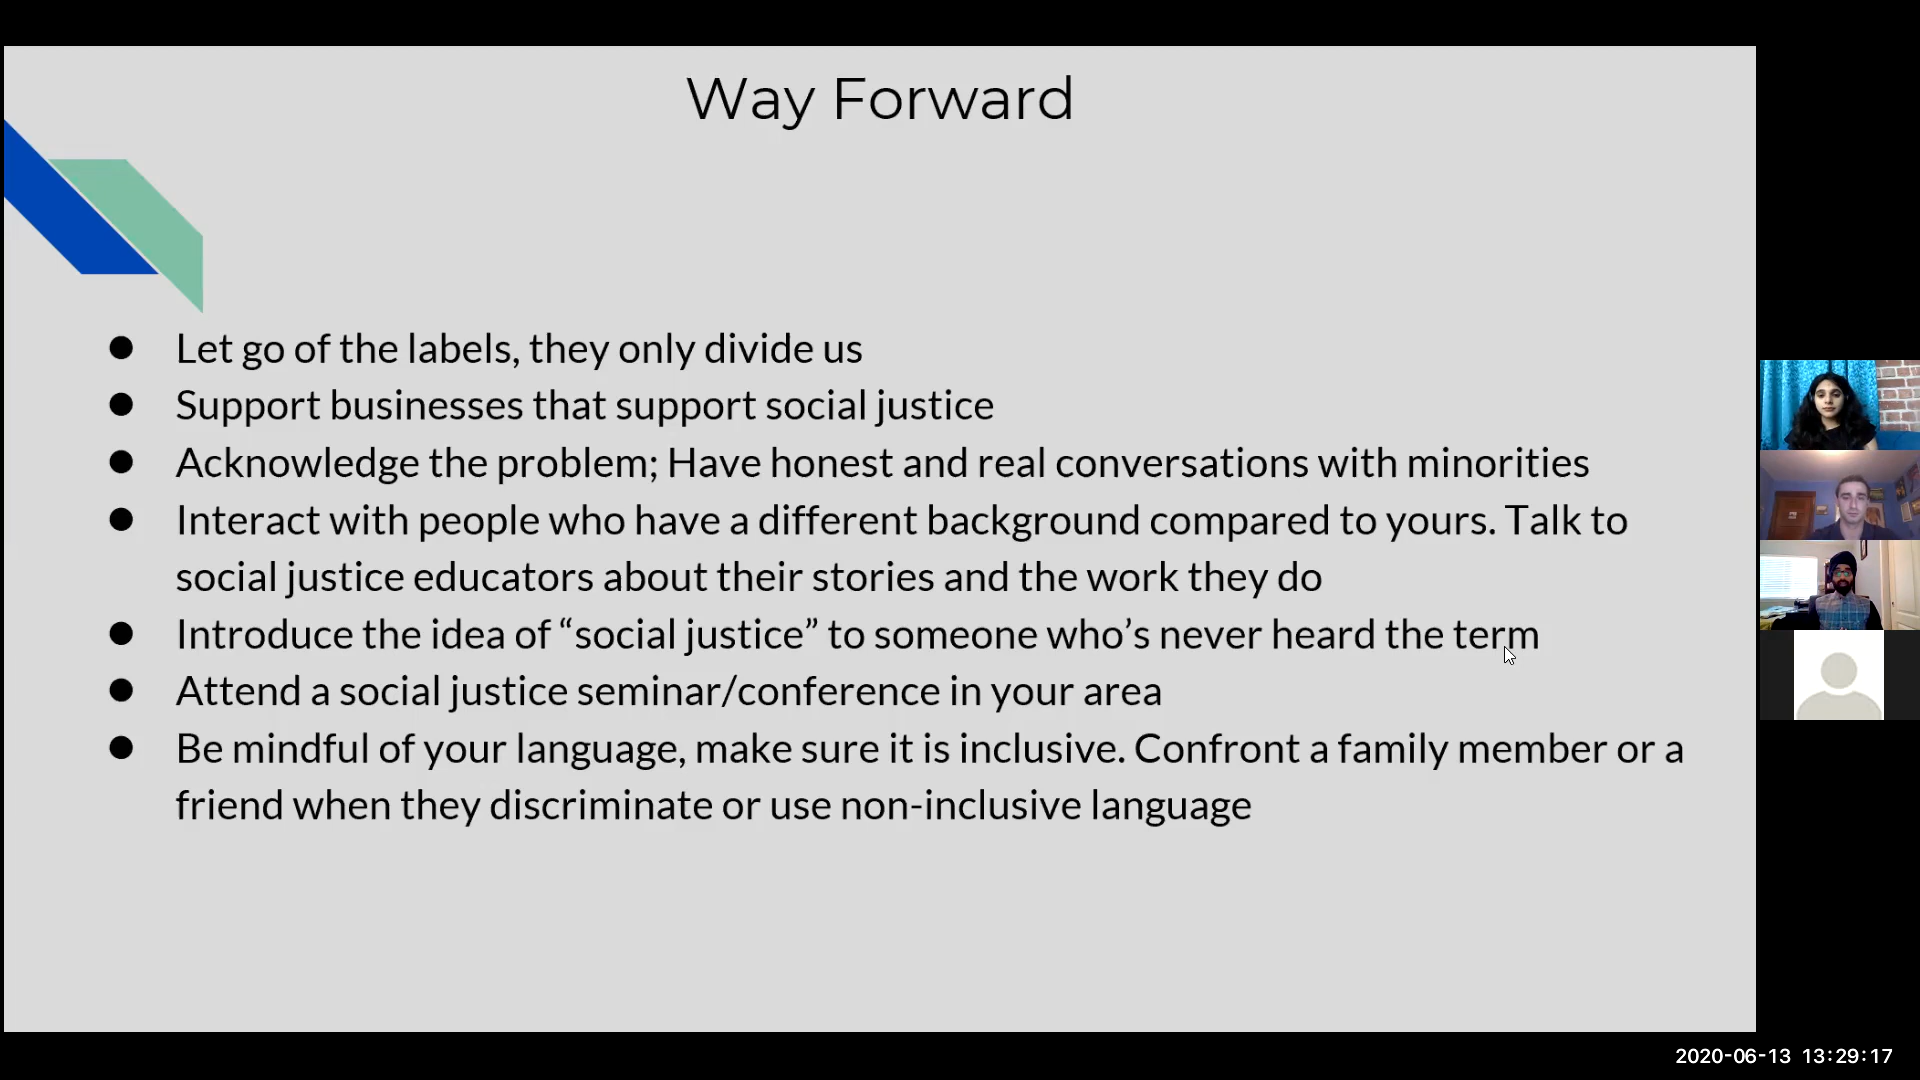 Way Forward
● Let go of the labels, they only divide us
● Support businesses that support social justice
● Acknowledge the problem; Have honest and real conversations with minorities
● Interact with people who have a different background compared to yours. Talk to
social justice educators about their stories and the work they do
● Introduce the idea of “social justice” to someone who’s never heard the term
● Attend a social justice seminar/conference in your area
● Be mindful of your language, make sure it is inclusive. Confront a family member or a
friend when they discriminate or use non-inclusive language
2020-06-13 13:29:17